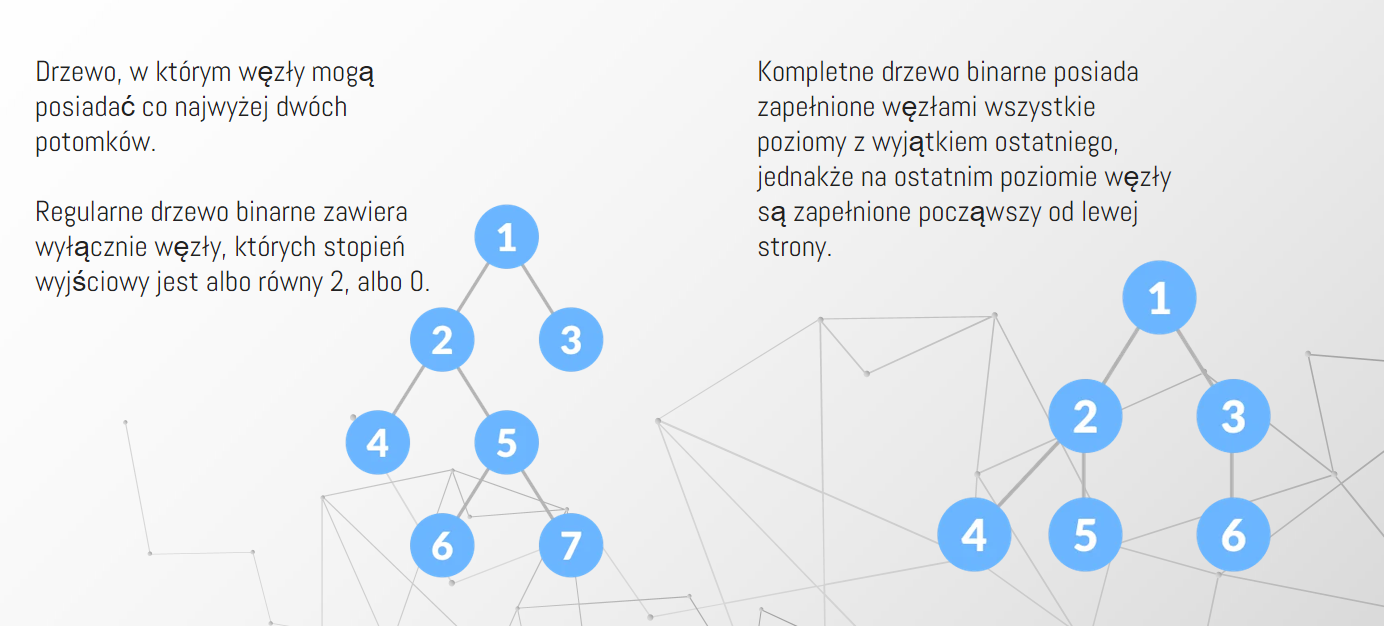 Drzewo, w którym węzły mogą
posiadać co najwyżej dwóch
potomków.
Regularne drzewo binarne zawiera
wyłącznie węzły, których stopień
wyjściowy jest albo równy 2, albo 0.
1
2
3
4
5
6
7
Kompletne drzewo binarne posiada
zapełnione węzłami wszystkie
poziomy z wyjątkiem ostatniego,
jednakże na ostatnim poziomie węzły
są zapełnione począwszy od lewej
strony.
1
2
3
4
5
6